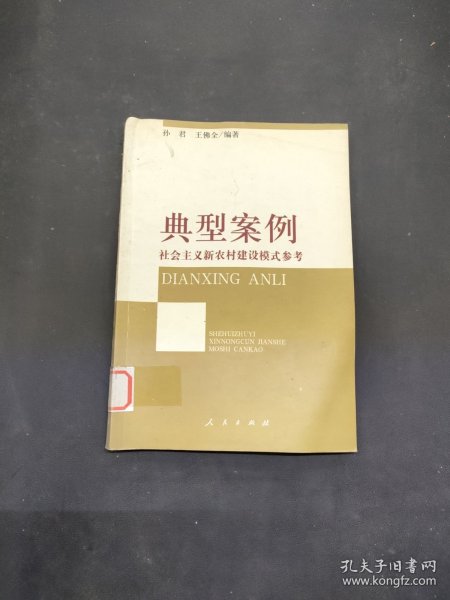 孙 君 王佛全/编著
典型案例
社会主义新农村建设模式参考
DIANXING ANLI
SHEHUIZHUYI
XINNONGCUN JIANSHE
MOSHI CANKAO
人民出版社
孔夫子旧书网
www.kongfz.com